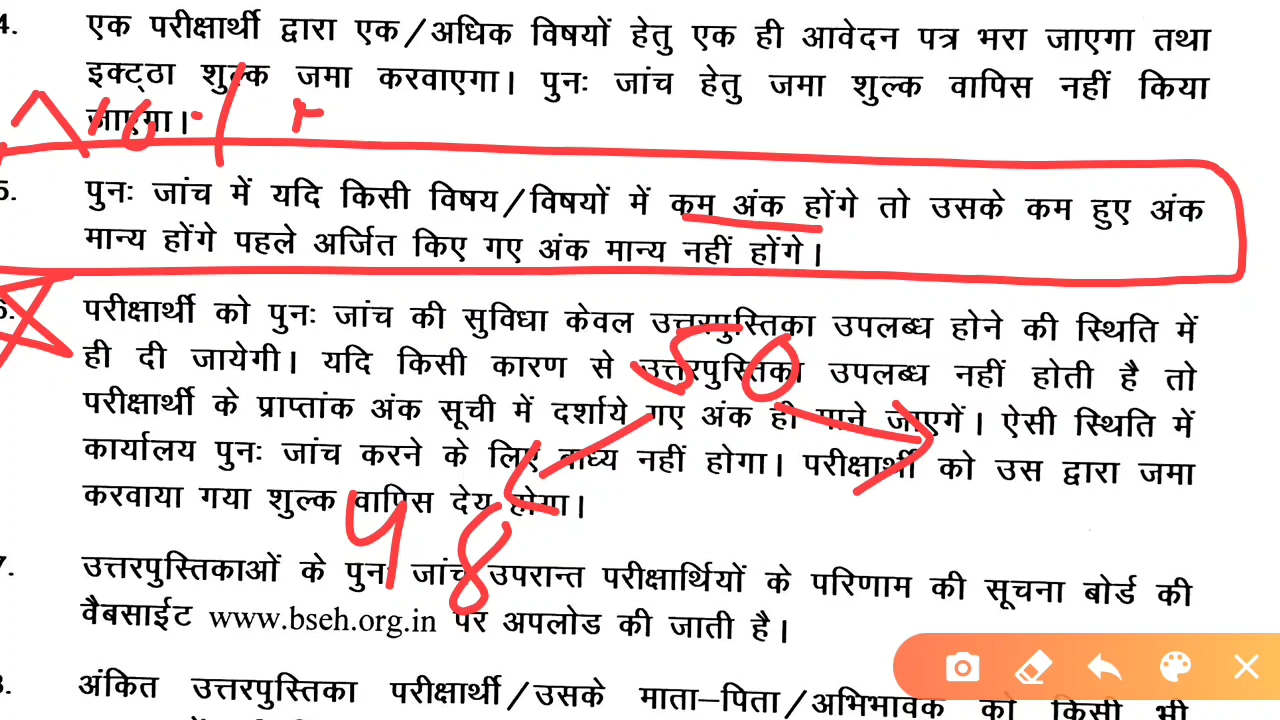 4. एक परीक्षार्थी द्वारा एक/अधिक विषयों हेतु एक ही आवेदन पत्र भरा जाएगा तथा
इक्ट्ठा शुल्क जमा करवाएगा। पुनः जांच हेतु जमा शुल्क वापिस नहीं किया
जाएगा।
5. पुनः जांच में यदि किसी विषय/विषयों में कम अंक होंगे तो उसके कम हुए अंक
मान्य होंगे पहले अर्जित किए गए अंक मान्य नहीं होंगे।
6. परीक्षार्थी को पुनः जांच की सुविधा केवल उत्तरपुस्तिका उपलब्ध होने की स्थिति में
ही दी जायेगी। यदि किसी कारण से उत्तरपुस्तिका उपलब्ध नहीं होती है तो
50
परीक्षार्थी के प्राप्तांक अंक सूची में दर्शाये गए अंक ही माने जाएगें। ऐसी स्थिति में
कार्यालय पुनः जांच करने के लिए वाध्य नहीं होगा। परीक्षार्थी को उस द्वारा जमा
करवाया गया शुल्क वापिस देय होगा।
48
7. उत्तरपुस्तिकाओं के पुनः जांच उपरान्त परीक्षार्थियों के परिणाम की सूचना बोर्ड की
वैबसाईट www.bseh.org.in पर अपलोड की जाती है।
8. अंकित उत्तरपुस्तिका परीक्षार्थी/उसके माता–पिता/अभिभावक को किसी भी